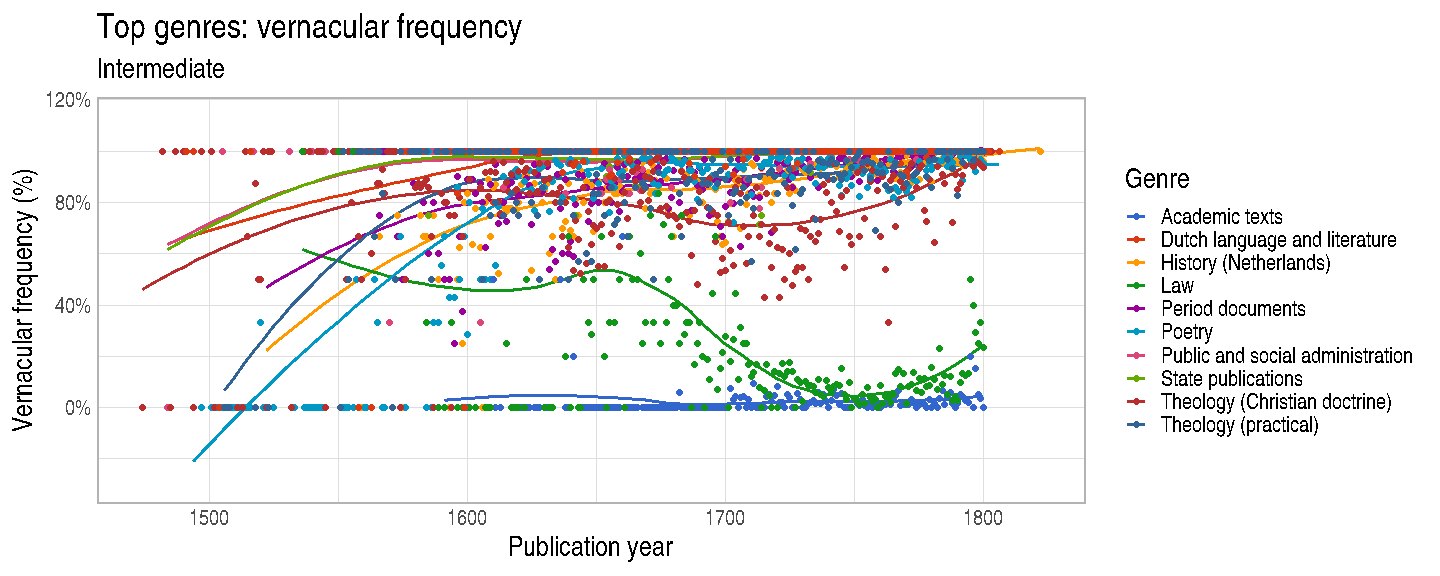 Top genres: vernacular frequency
Intermediate
Vernacular frequency (%)
120%
80%
40%
0%
1500 1600 1700 1800
Publication year
Genre
Academic texts
Dutch language and literature
History (Netherlands)
Law
Period documents
Poetry
Public and social administration
State publications
Theology (Christian doctrine)
Theology (practical)